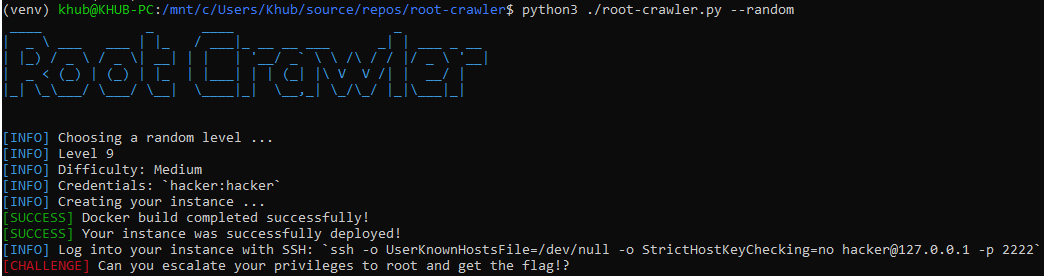 (venv) khub@KHUB-PC:/mnt/c/Users/Khub/source/repos/root-crawler$ python3 ./root-crawler.py --random
Root Crawler
[INFO] Choosing a random level ...
[INFO] Level 9
[INFO] Difficulty: Medium
[INFO] Credentials: `hacker:hacker`
[INFO] Creating your instance ...
[SUCCESS] Docker build completed successfully!
[SUCCESS] Your instance was successfully deployed!
[INFO] Log into your instance with SSH: `ssh -o UserKnownHostsFile=/dev/null -o StrictHostKeyChecking=no hacker@127.0.0.1 -p 2222`
[CHALLENGE] Can you escalate your privileges to root and get the flag!?